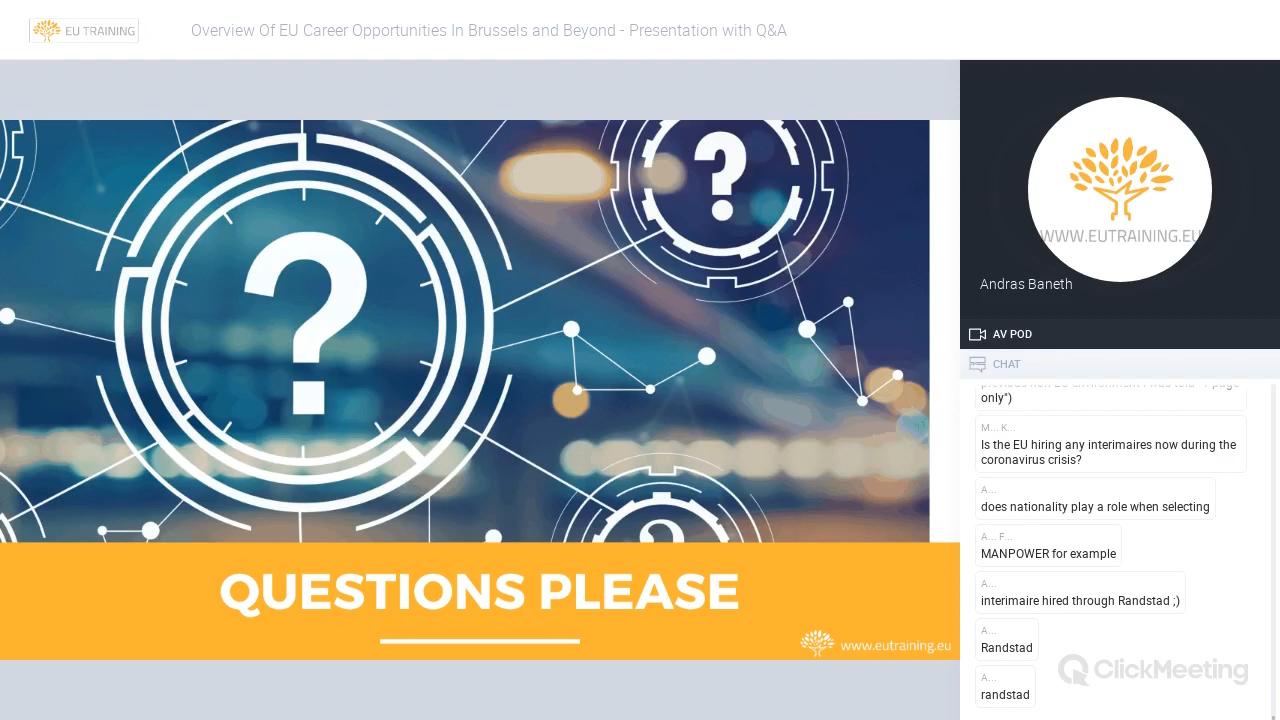 EU TRAINING
Overview Of EU Career Opportunities In Brussels and Beyond - Presentation with Q&A
?
?
?
QUESTIONS PLEASE
www.eutraining.eu
WWW.EUTRAINING.EU
Andras Baneth
AV POD
CHAT
only")
M... K...
Is the EU hiring any interimaires now during the
coronavirus crisis?
A...
does nationality play a role when selecting
A... F...
MANPOWER for example
A...
interimaire hired through Randstad ;)
A...
Randstad
A...
randstad
ClickMeeting